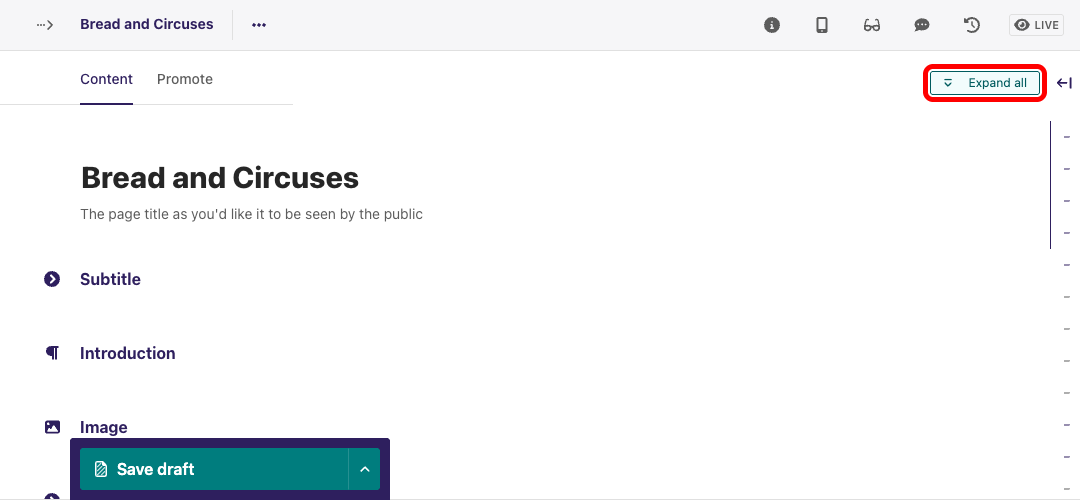 Bread and Circuses
LIVE
Content Promote
Expand all
Bread and Circuses
The page title as you'd like it to be seen by the public
Subtitle
Introduction
Image
Save draft